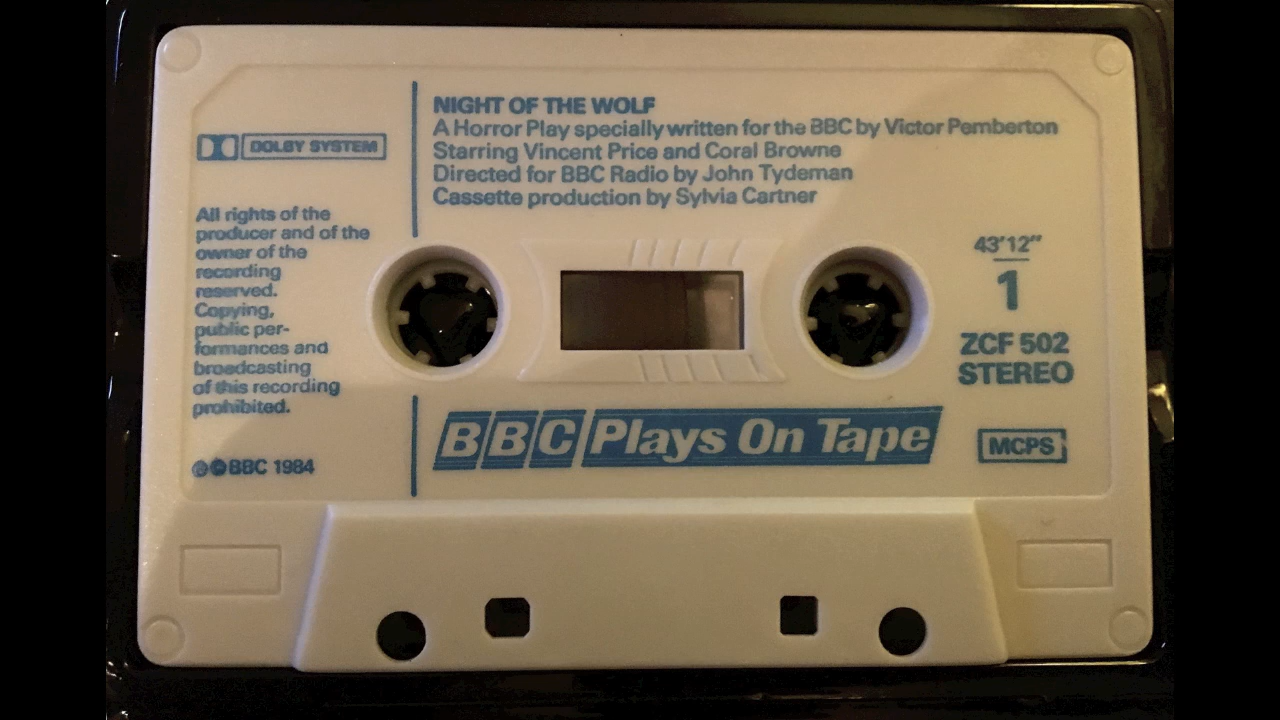 NIGHT OF THE WOLF
A Horror Play specially written for the BBC by Victor Pemberton
Starring Vincent Price and Coral Browne
Directed for BBC Radio by John Tydeman
Cassette production by Sylvia Cartner
DOLBY SYSTEM
All rights of the
producer and of the
owner of the
recording
reserved.
Copying,
public per-
formances and
broadcasting
of this recording
prohibited.
℗© BBC 1984
43'12"
1
ZCF 502
STEREO
BBC Plays On Tape
MCPS